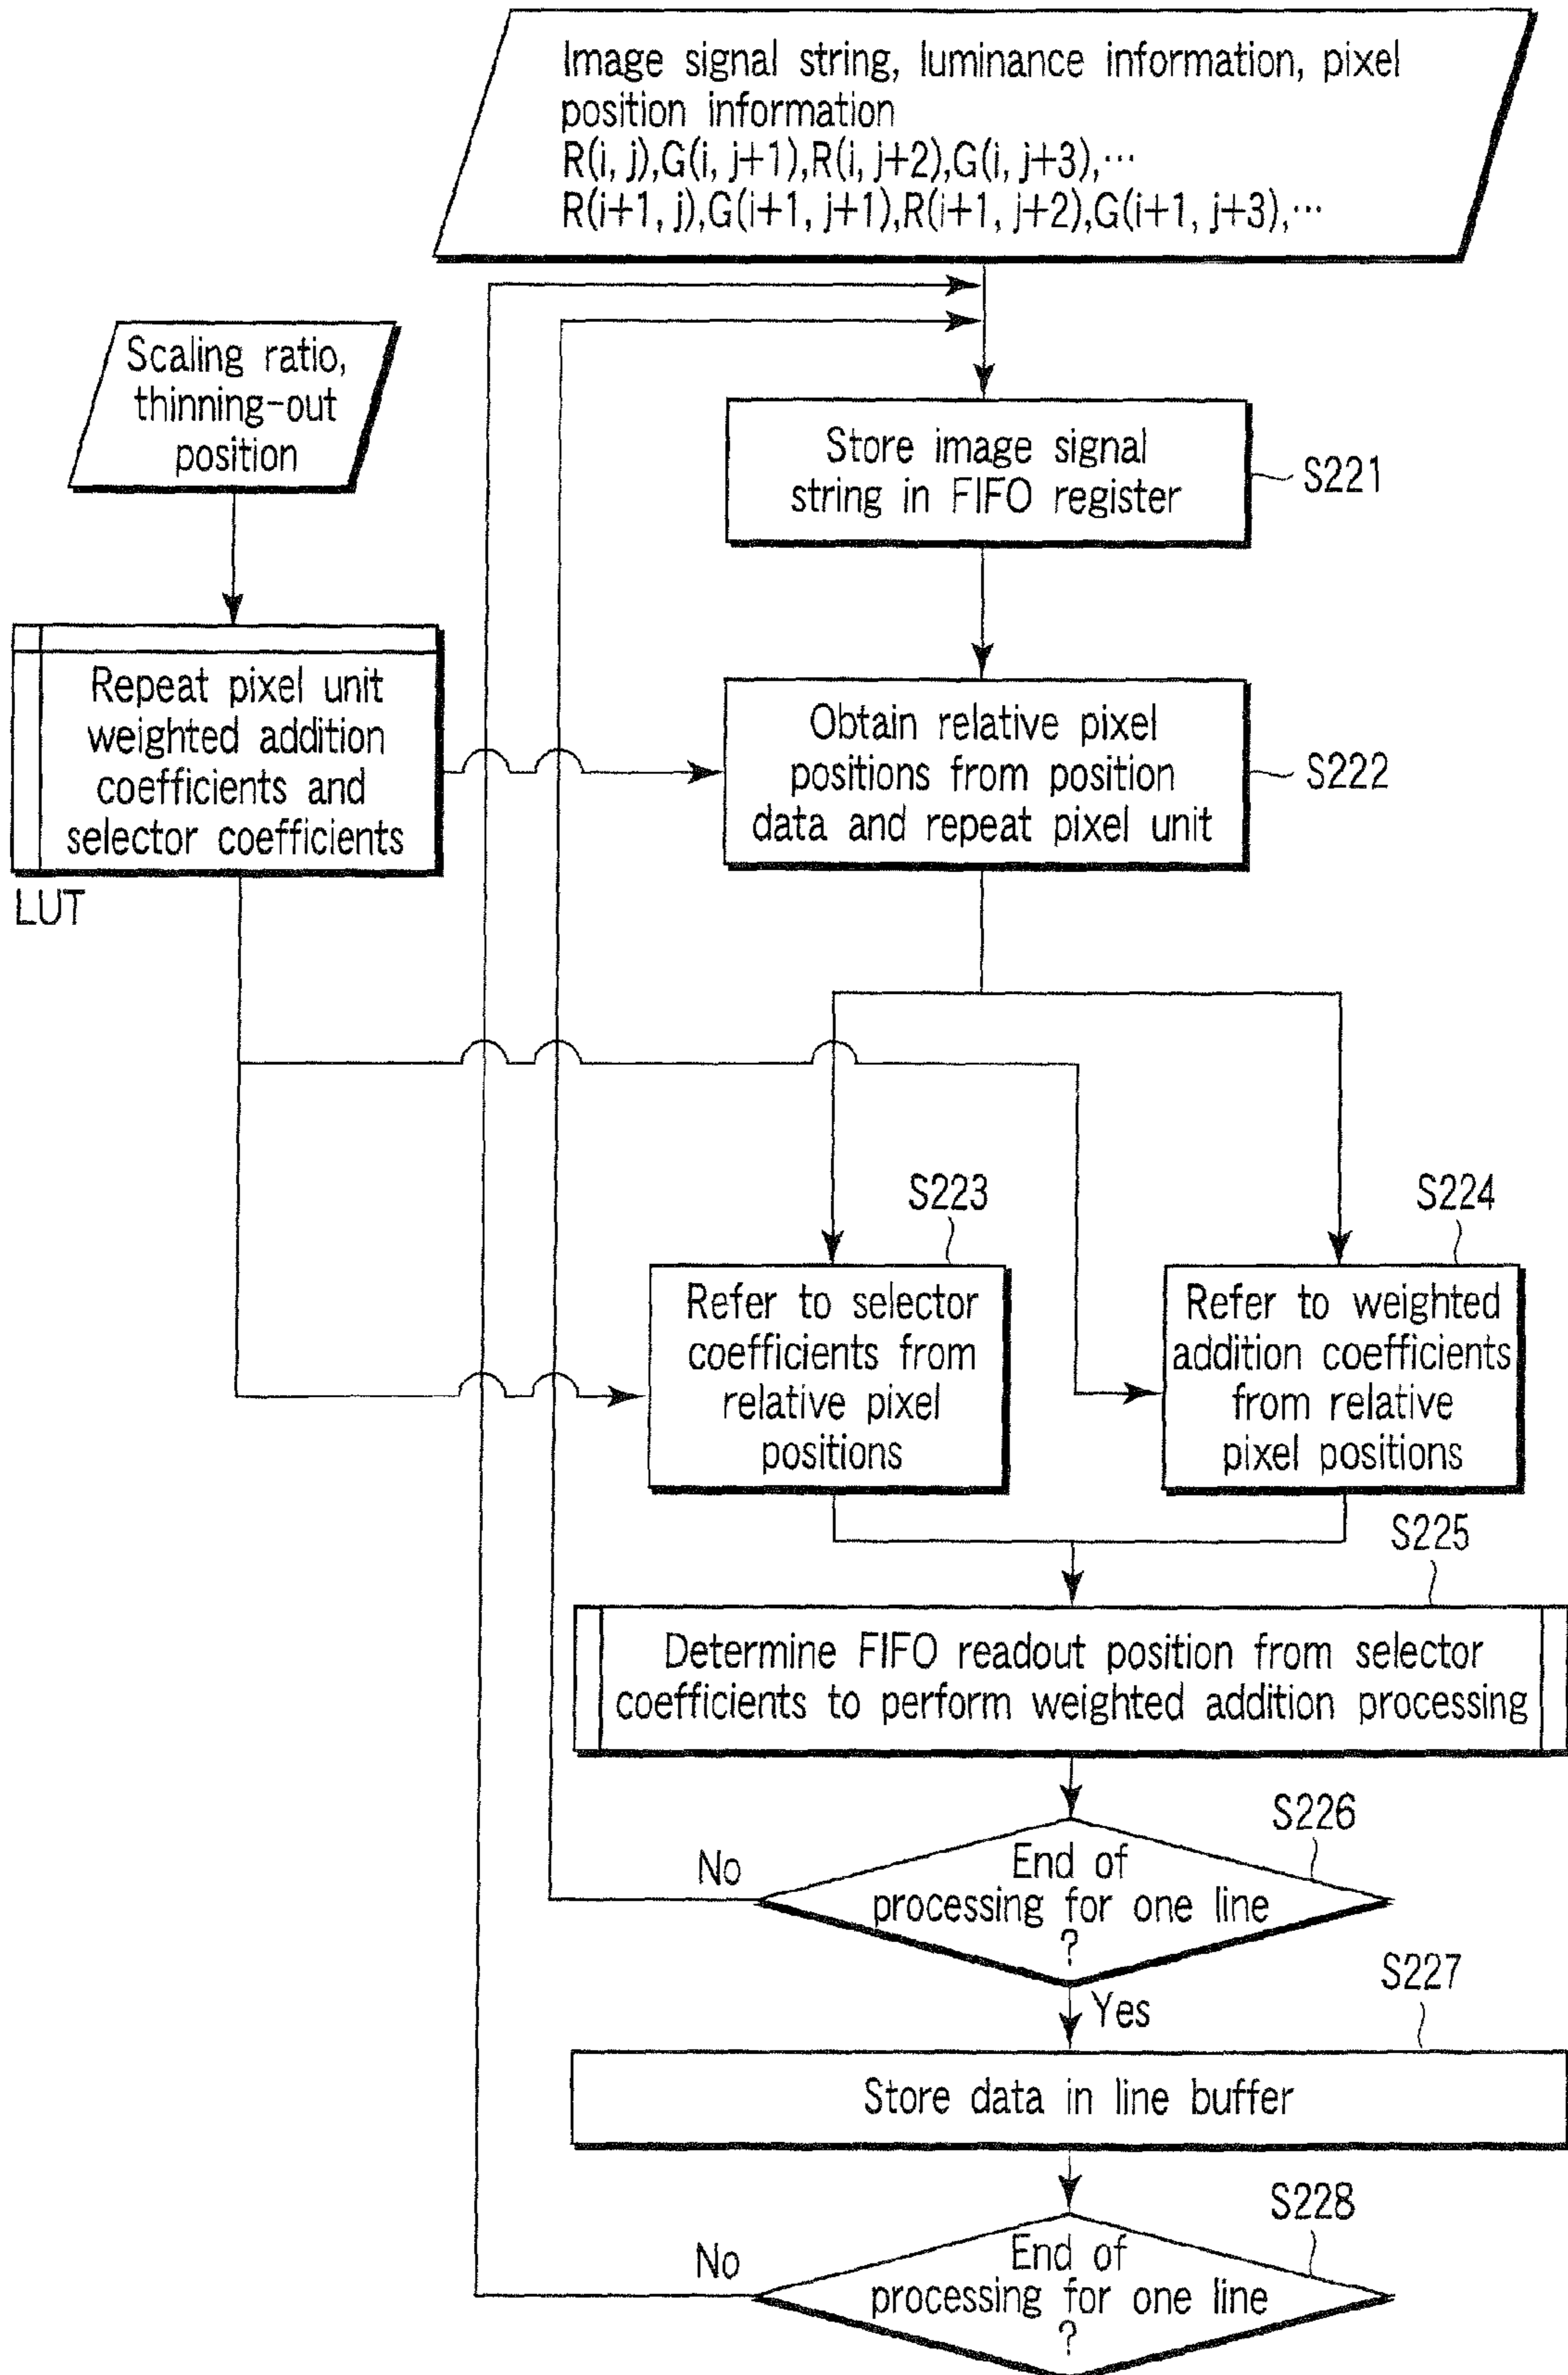 Image signal string, luminance information, pixel
position information
R(i, j),G(i, j+1),R(i, j+2),G(i, j+3),⋯
R(i+1, j),G(i+1, j+1),R(i+1, j+2),G(i+1, j+3),⋯
Scaling ratio,
thinning-out
position
Store image signal
string in FIFO register
S221
Repeat pixel unit
weighted addition
coefficients and
selector coefficients
LUT
Obtain relative pixel
positions from position
data and repeat pixel unit
S222
S223
Refer to selector
coefficients from
relative pixel
positions
S224
Refer to weighted
addition coefficients
from relative
pixel positions
S225
Determine FIFO readout position from selector
coefficients to perform weighted addition processing
S226
End of
processing for one line
?
No
Yes
S227
Store data in line buffer
S228
End of
processing for one line
?
No